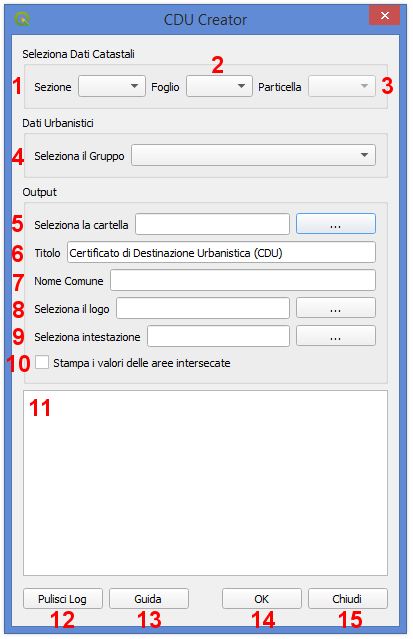 CDU Creator
Seleziona Dati Catastali
2
1 Sezione Foglio Particella 3
Dati Urbanistici
4 Seleziona il Gruppo
Output
5 Seleziona la cartella ...
6 Titolo Certificato di Destinazione Urbanistica (CDU)
7 Nome Comune
8 Seleziona il logo ...
9 Seleziona intestazione ...
10 Stampa i valori delle aree intersecate
11
Pulisci Log Guida OK Chiudi
12 13 14 15